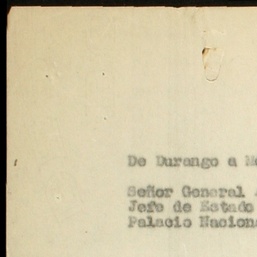 De Durango a
Señor General
Jefe de Estado
Palacio